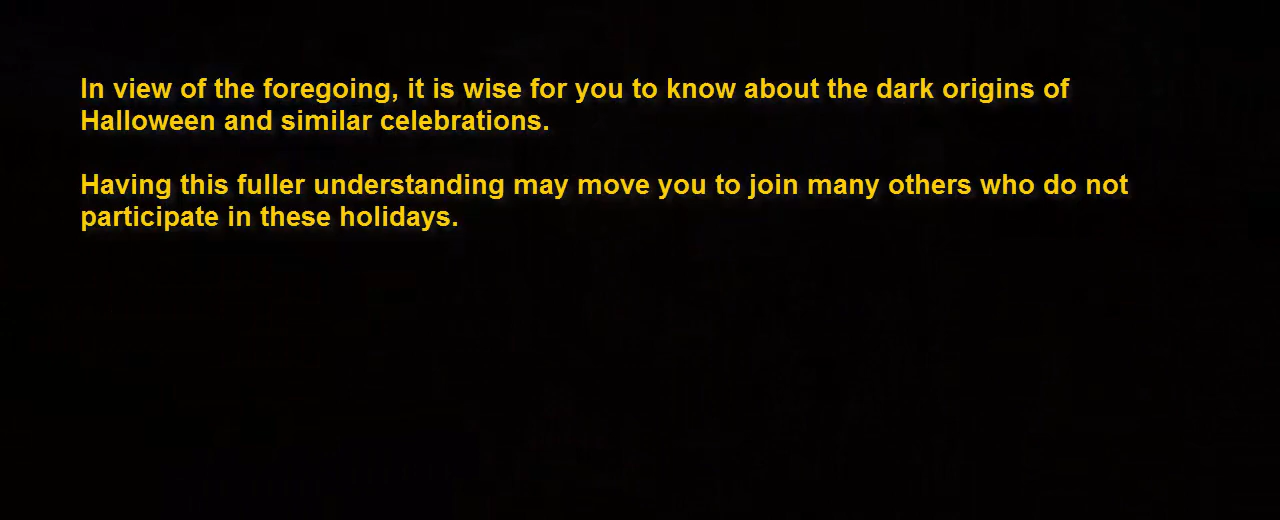 In view of the foregoing, it is wise for you to know about the dark origins of
Halloween and similar celebrations.
Having this fuller understanding may move you to join many others who do not
participate in these holidays.